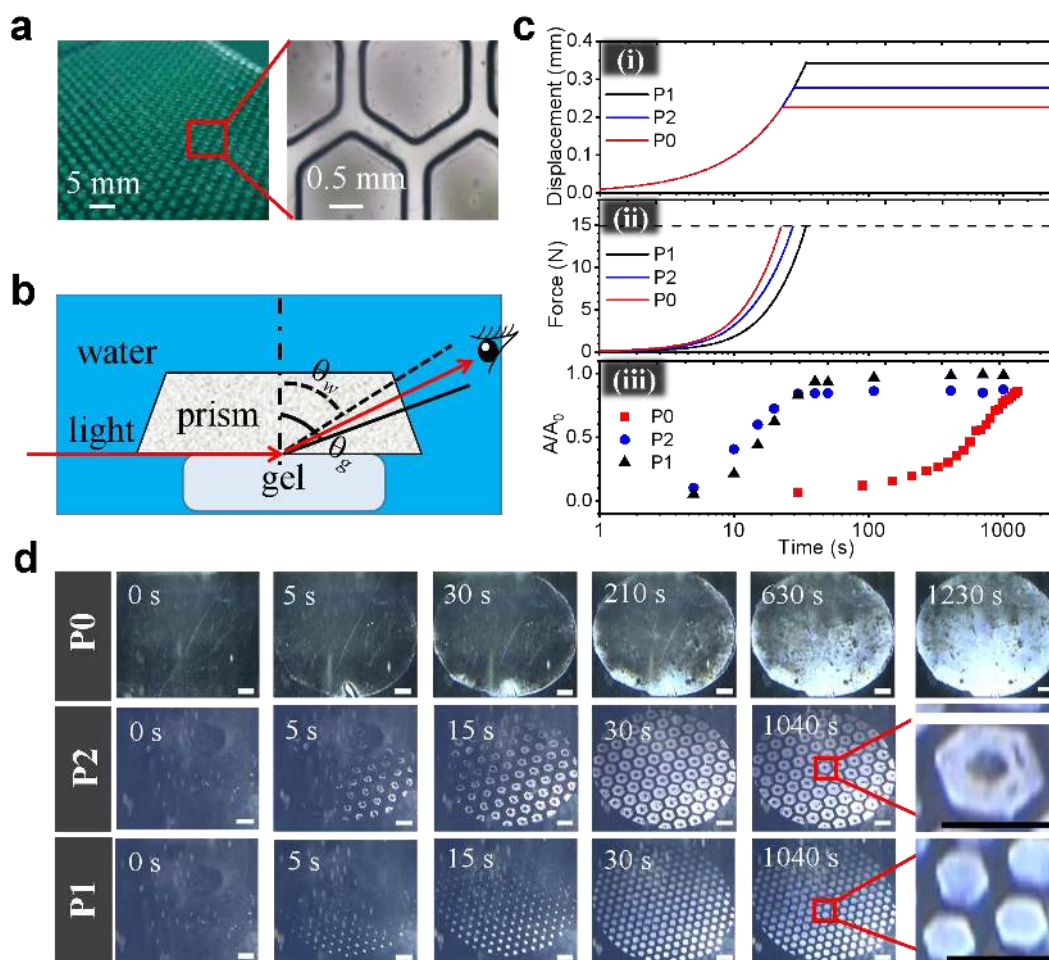 a
5 mm
0.5 mm
b
water
light
prism
gel
θw
θg
c
Displacement (mm)
0.4
0.3
0.2
0.1
0.0
(i)
P1
P2
P0
Force (N)
15
10
5
0
(ii)
P1
P2
P0
A/A0
1.0
0.5
0.0
(iii)
P0
P2
P1
1
10
100
1000
Time (s)
d
P0
0 s
5 s
30 s
210 s
630 s
1230 s
P2
0 s
5 s
15 s
30 s
1040 s
P1
0 s
5 s
15 s
30 s
1040 s